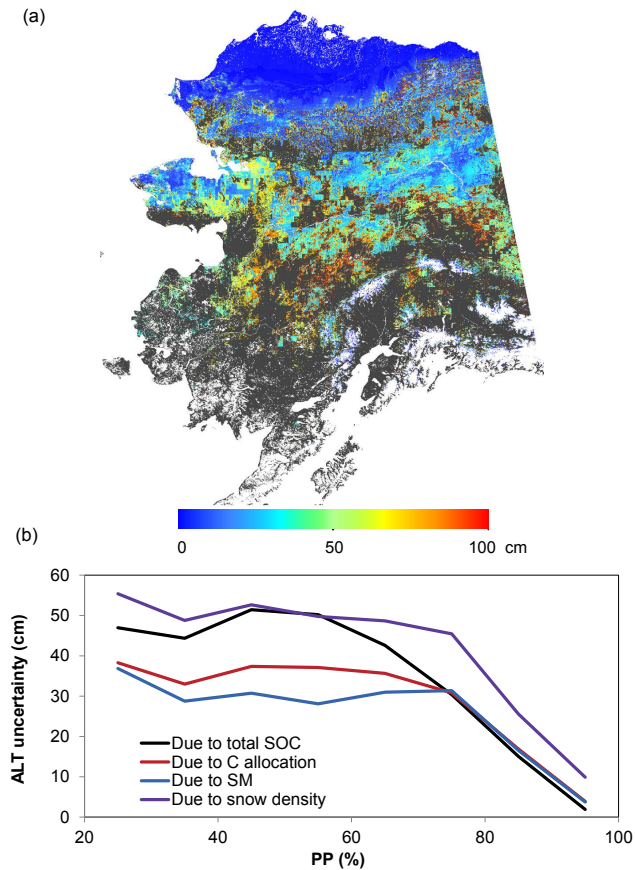 (a)
0 50 100 cm
(b)
60
50
40
30
20
10
0
ALT uncertainty (cm)
Due to total SOC
Due to C allocation
Due to SM
Due to snow density
20 40 60 80 100
PP (%)